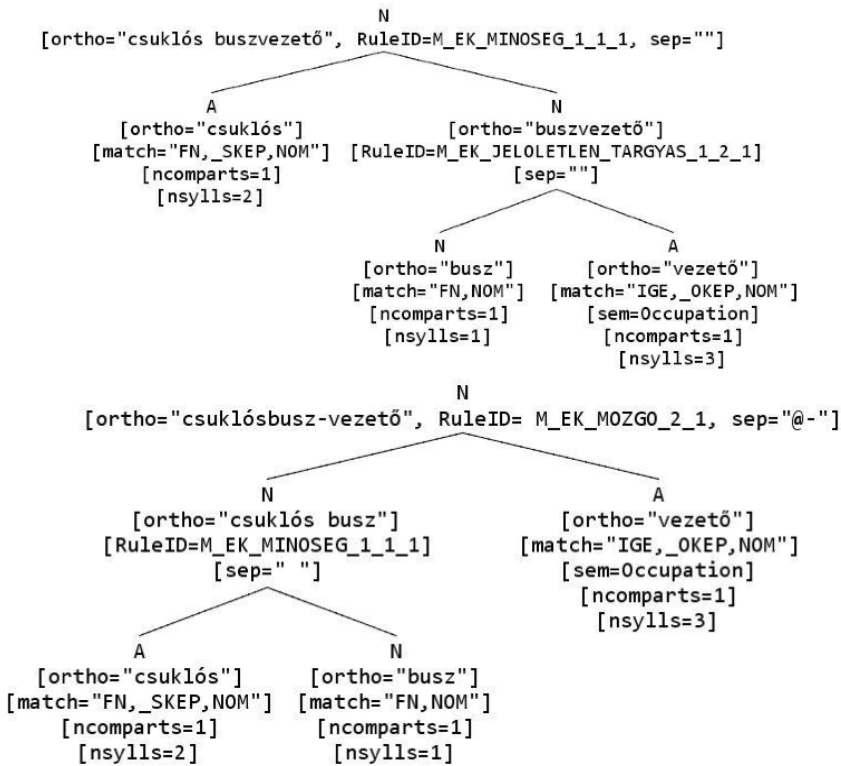 N
[ortho="csuklós buszvezető", RuleID=M_EK_MINOSEG_1_1_1, sep=""]
A N
[ortho="csuklós"] [ortho="buszvezető"]
[match="FN,_SKEP,NOM"] [RuleID=M_EK_JELOLETLEN_TARGYAS_1_2_1]
[ncomparts=1] [sep=""]
[nsylls=2]
N A
[ortho="busz"] [ortho="vezető"]
[match="FN,NOM"] [match="IGE,_OKEP,NOM"]
[ncomparts=1] [sem=Occupation]
[nsylls=1] [ncomparts=1]
[nsylls=3]
N
[ortho="csuklósbusz-vezető", RuleID= M_EK_MOZGO_2_1, sep="@-"]
N A
[ortho="csuklós busz"] [ortho="vezető"]
[RuleID=M_EK_MINOSEG_1_1_1] [match="IGE,_OKEP,NOM"]
[sep=" "] [sem=Occupation]
[ncomparts=1]
[nsylls=3]
A N
[ortho="csuklós"] [ortho="busz"]
[match="FN,_SKEP,NOM"] [match="FN,NOM"]
[ncomparts=1] [ncomparts=1]
[nsylls=2] [nsylls=1]